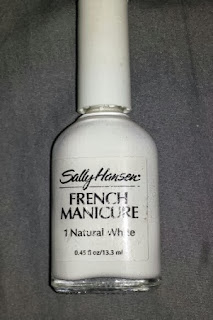 Sally Hansen
FRENCH
MANICURE
1 Natural White
0.45 fl oz/13.3 ml